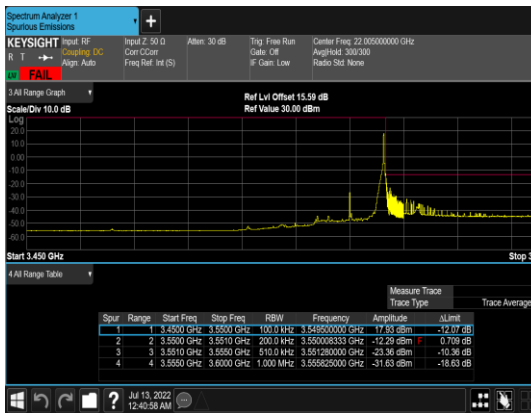 Spectrum Analyzer 1
Spurious Emissions
KEYSIGHT Input: RF Input Z: 50 Ω Atten: 30 dB Trig: Free Run Center Freq: 22.005000000 GHz
R T Coupling: DC Corr CCorr Gate: Off Avg|Hold: 300/300
Align: Auto Freq Ref: Int (S) IF Gain: Low Radio Std: None
FAIL
3 All Range Graph
Ref Lvl Offset 15.59 dB
Scale/Div 10.0 dB Ref Value 30.00 dBm
Log
20.0
10.0
0.00
-10.0
-20.0
-30.0
-40.0
-50.0
-60.0
Start 3.450 GHz Stop 3
4 All Range Table
Measure Trace
Trace Type Trace Average
Spur Range Start Freq Stop Freq RBW Frequency Amplitude ΔLimit
1 1 3.4500 GHz 3.5500 GHz 100.0 kHz 3.549500000 GHz 17.93 dBm -12.07 dB
2 2 3.5500 GHz 3.5510 GHz 200.0 kHz 3.550008333 GHz -12.29 dBm F 0.709 dB
3 3 3.5510 GHz 3.5550 GHz 510.0 kHz 3.551280000 GHz -23.36 dBm -10.36 dB
4 4 3.5550 GHz 3.6000 GHz 1.000 MHz 3.555825000 GHz -31.63 dBm -18.63 dB
Jul 13, 2022
12:40:58 AM